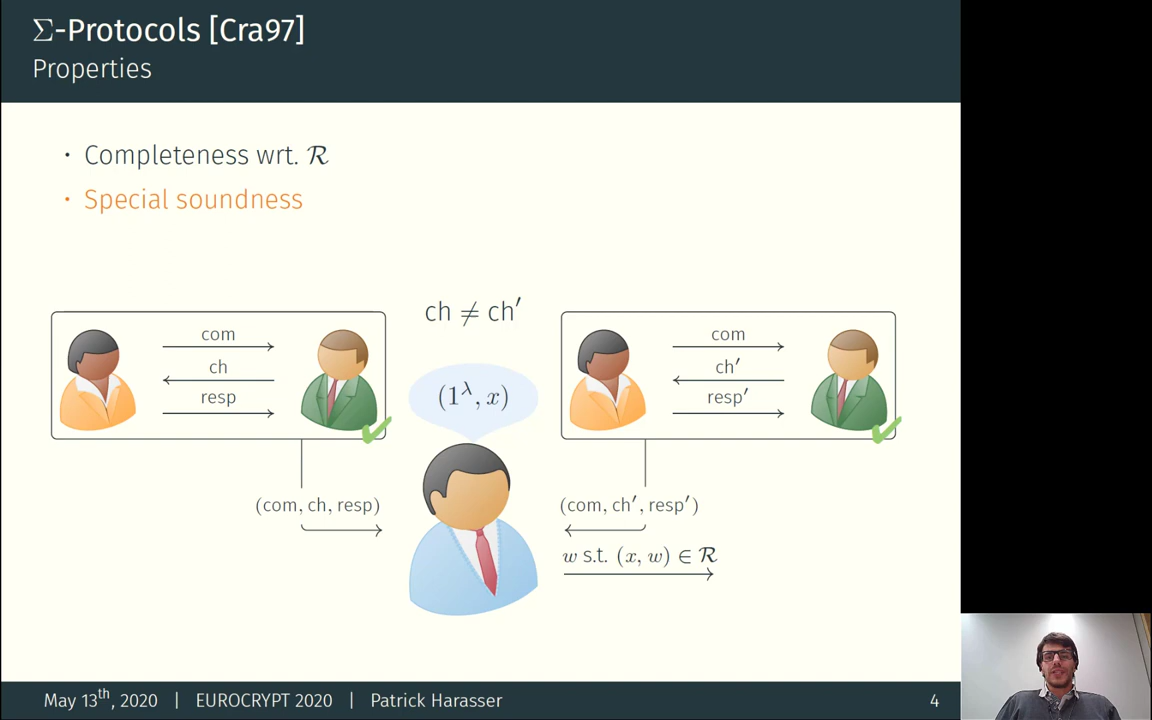 Σ-Protocols [Cra97]
Properties
• Completeness wrt. ℛ
• Special soundness
ch ≠ ch′
com
ch
resp
(1^λ, x)
com
ch′
resp′
(com, ch, resp)
(com, ch′, resp′)
w s.t. (x, w) ∈ ℛ
May 13th, 2020 | EUROCRYPT 2020 | Patrick Harasser
4